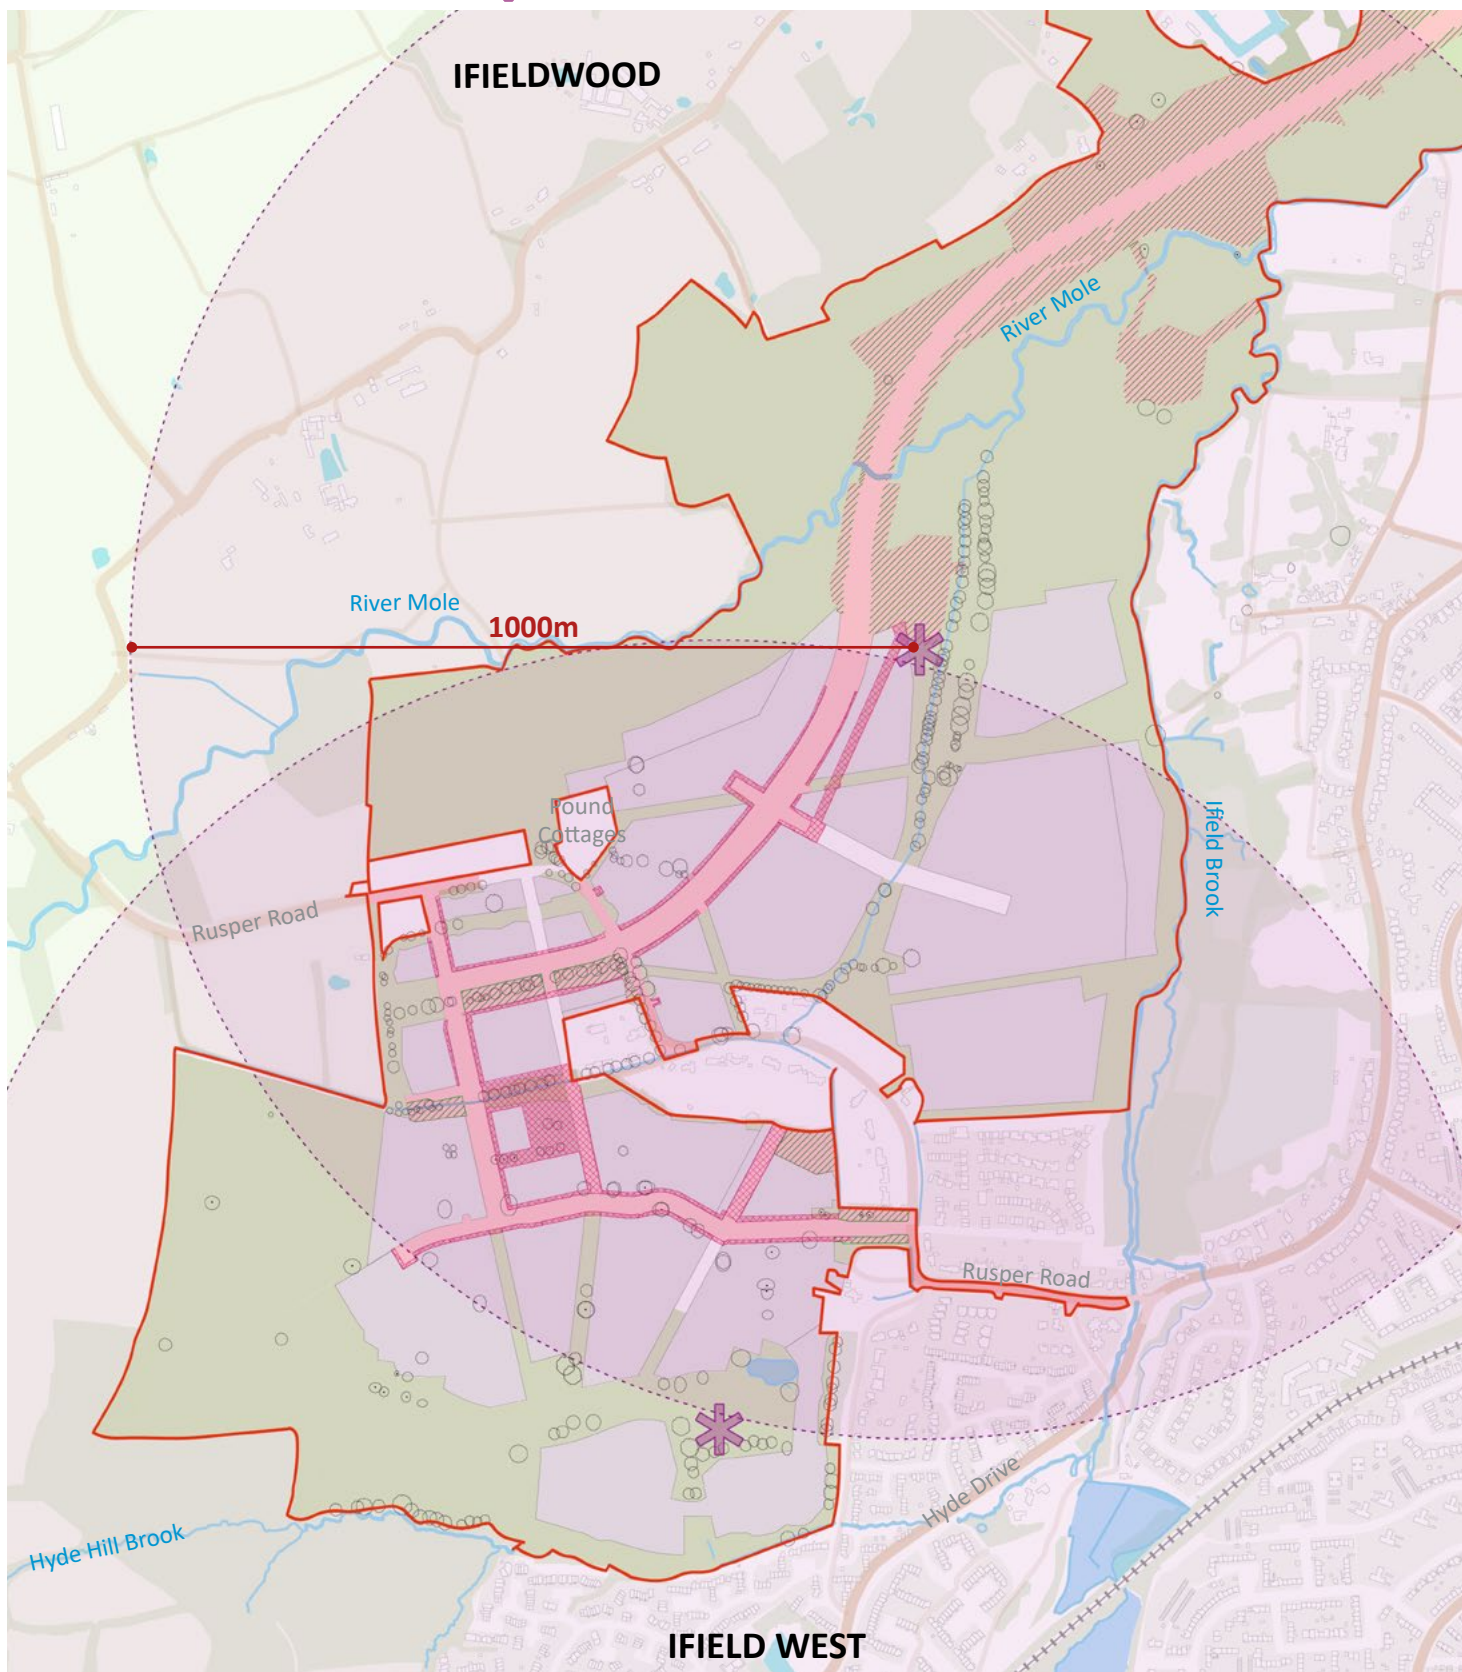 IFIELDWOOD
River Mole
River Mole
1000m
Pound
Cottages
Ifield Brook
Rusper Road
Rusper Road
Hyde Drive
Hyde Hill Brook
IFIELD WEST